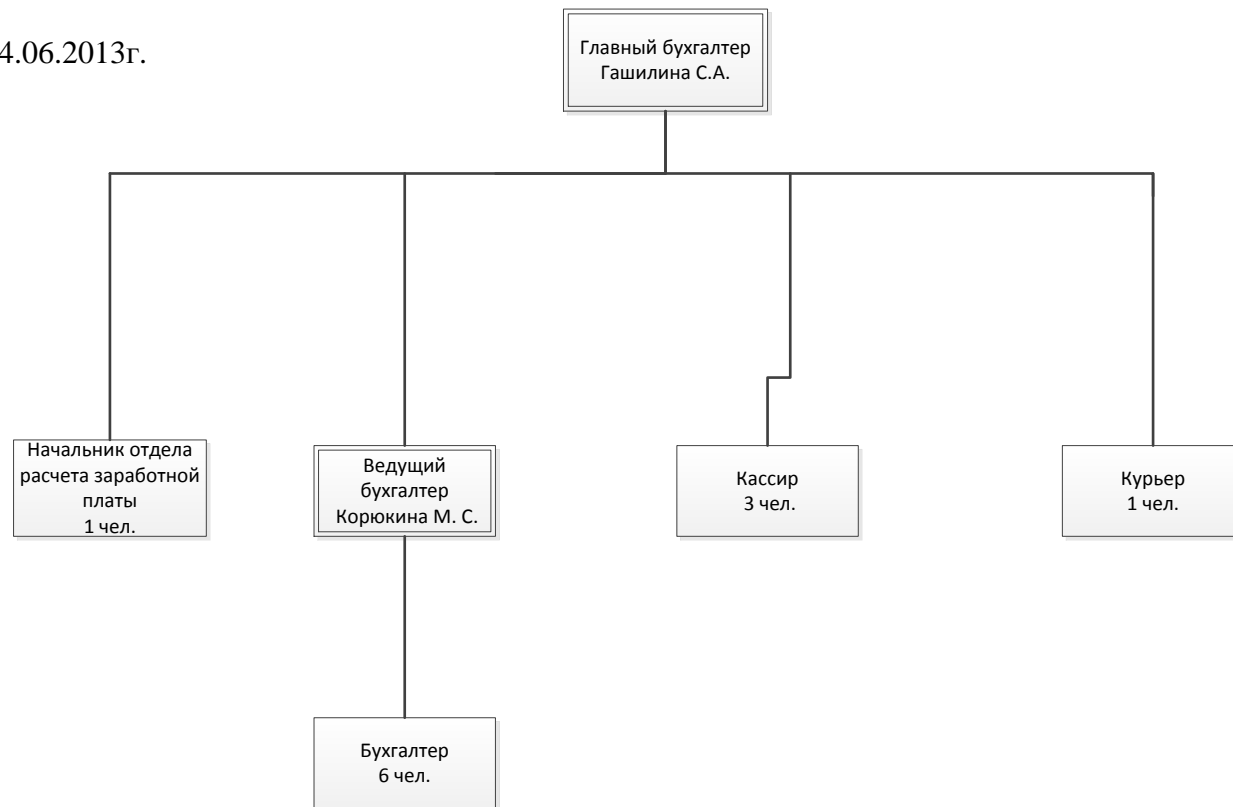 4.06.2013г.
Главный бухгалтер
Гашилина С.А.
Начальник отдела
расчета заработной
платы
1 чел.
Ведущий
бухгалтер
Корюкина М. С.
Кассир
3 чел.
Курьер
1 чел.
Бухгалтер
6 чел.